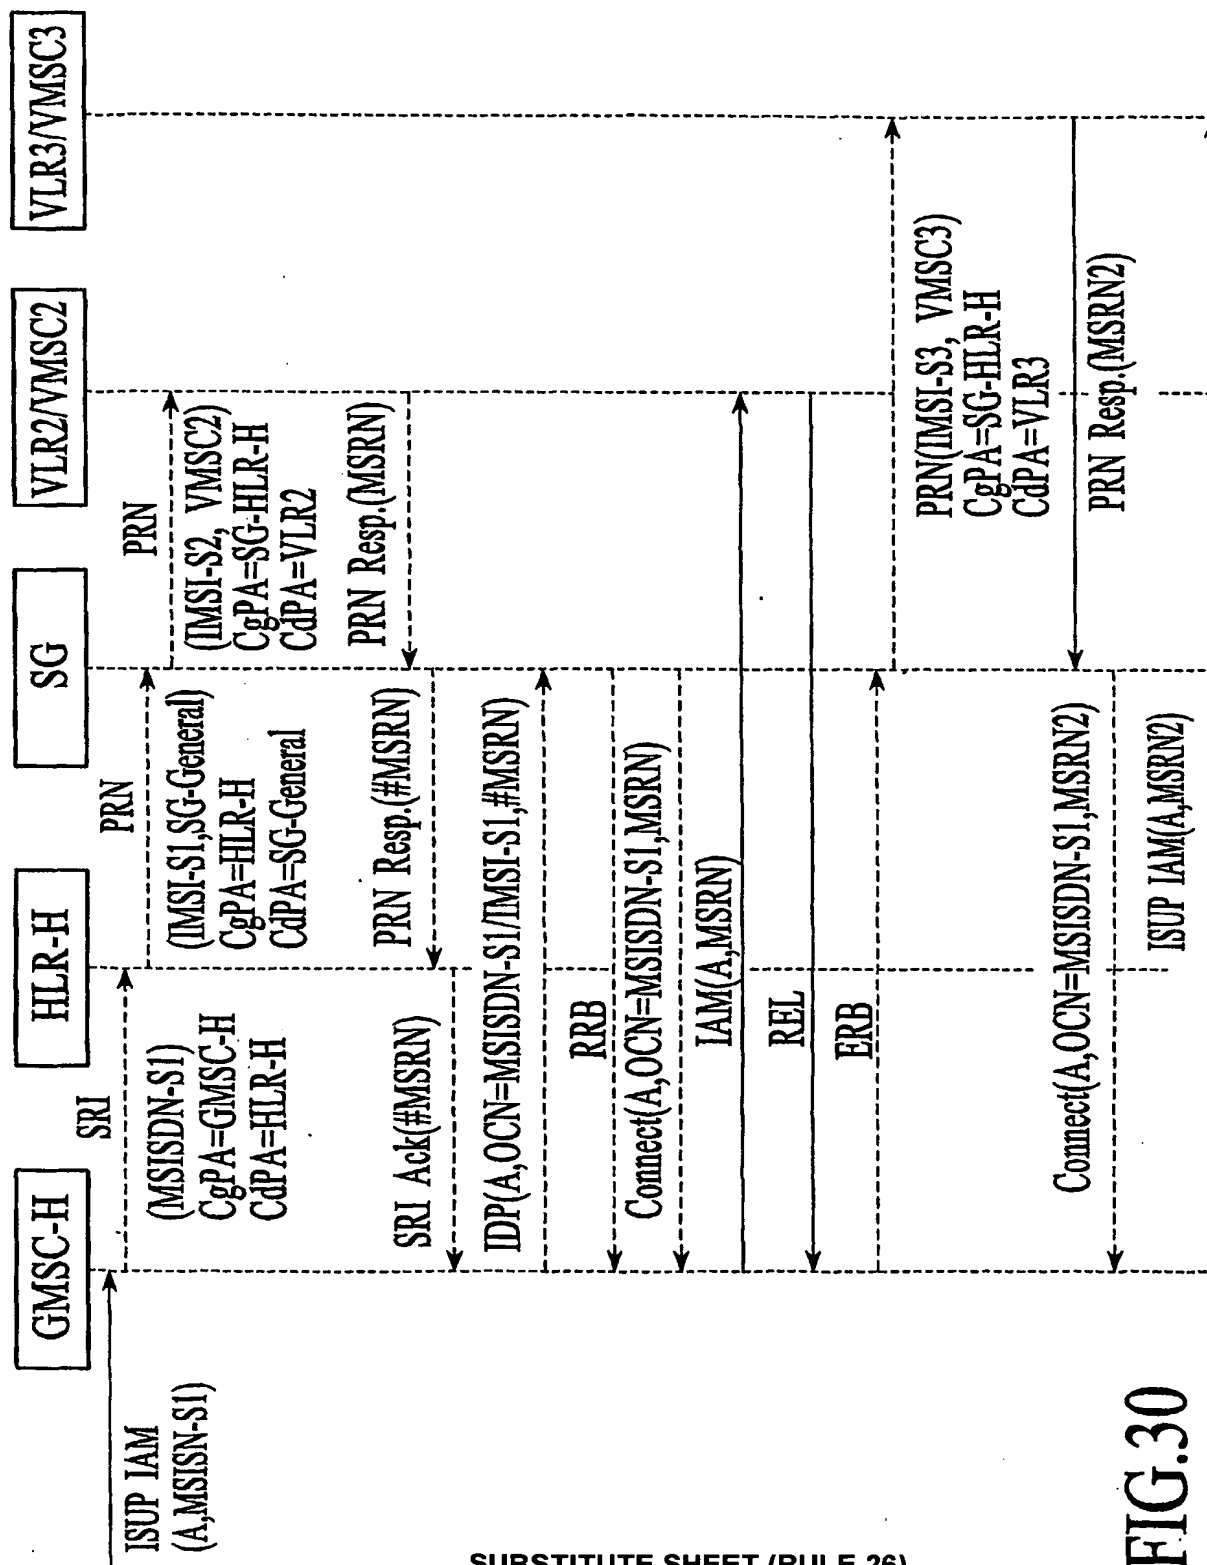 GMSC-H
HLR-H
SG
VLR2/VMSC2
VLR3/VMSC3
ISUP IAM
(A,MSISN-S1)
SRI
(MSISDN-S1)
CgPA=GMSC-H
CdPA=HLR-H
PRN
(IMSI-S1,SG-General)
CgPA=HLR-H
CdPA=SG-General
PRN
(IMSI-S2, VMSC2)
CgPA=SG-HLR-H
CdPA=VLR2
PRN Resp.(MSRN)
PRN Resp.(#MSRN)
SRI Ack(#MSRN)
IDP(A,OCN=MSISDN-S1/IMSI-S1,#MSRN)
RRB
Connect(A,OCN=MSISDN-S1,MSRN)
IAM(A,MSRN)
REL
ERB
PRN(IMSI-S3, VMSC3)
CgPA=SG-HLR-H
CdPA=VLR3
PRN Resp.(MSRN2)
Connect(A,OCN=MSISDN-S1,MSRN2)
ISUP IAM(A,MSRN2)
FIG.30
SUBSTITUTE SHEET (RULE 26)